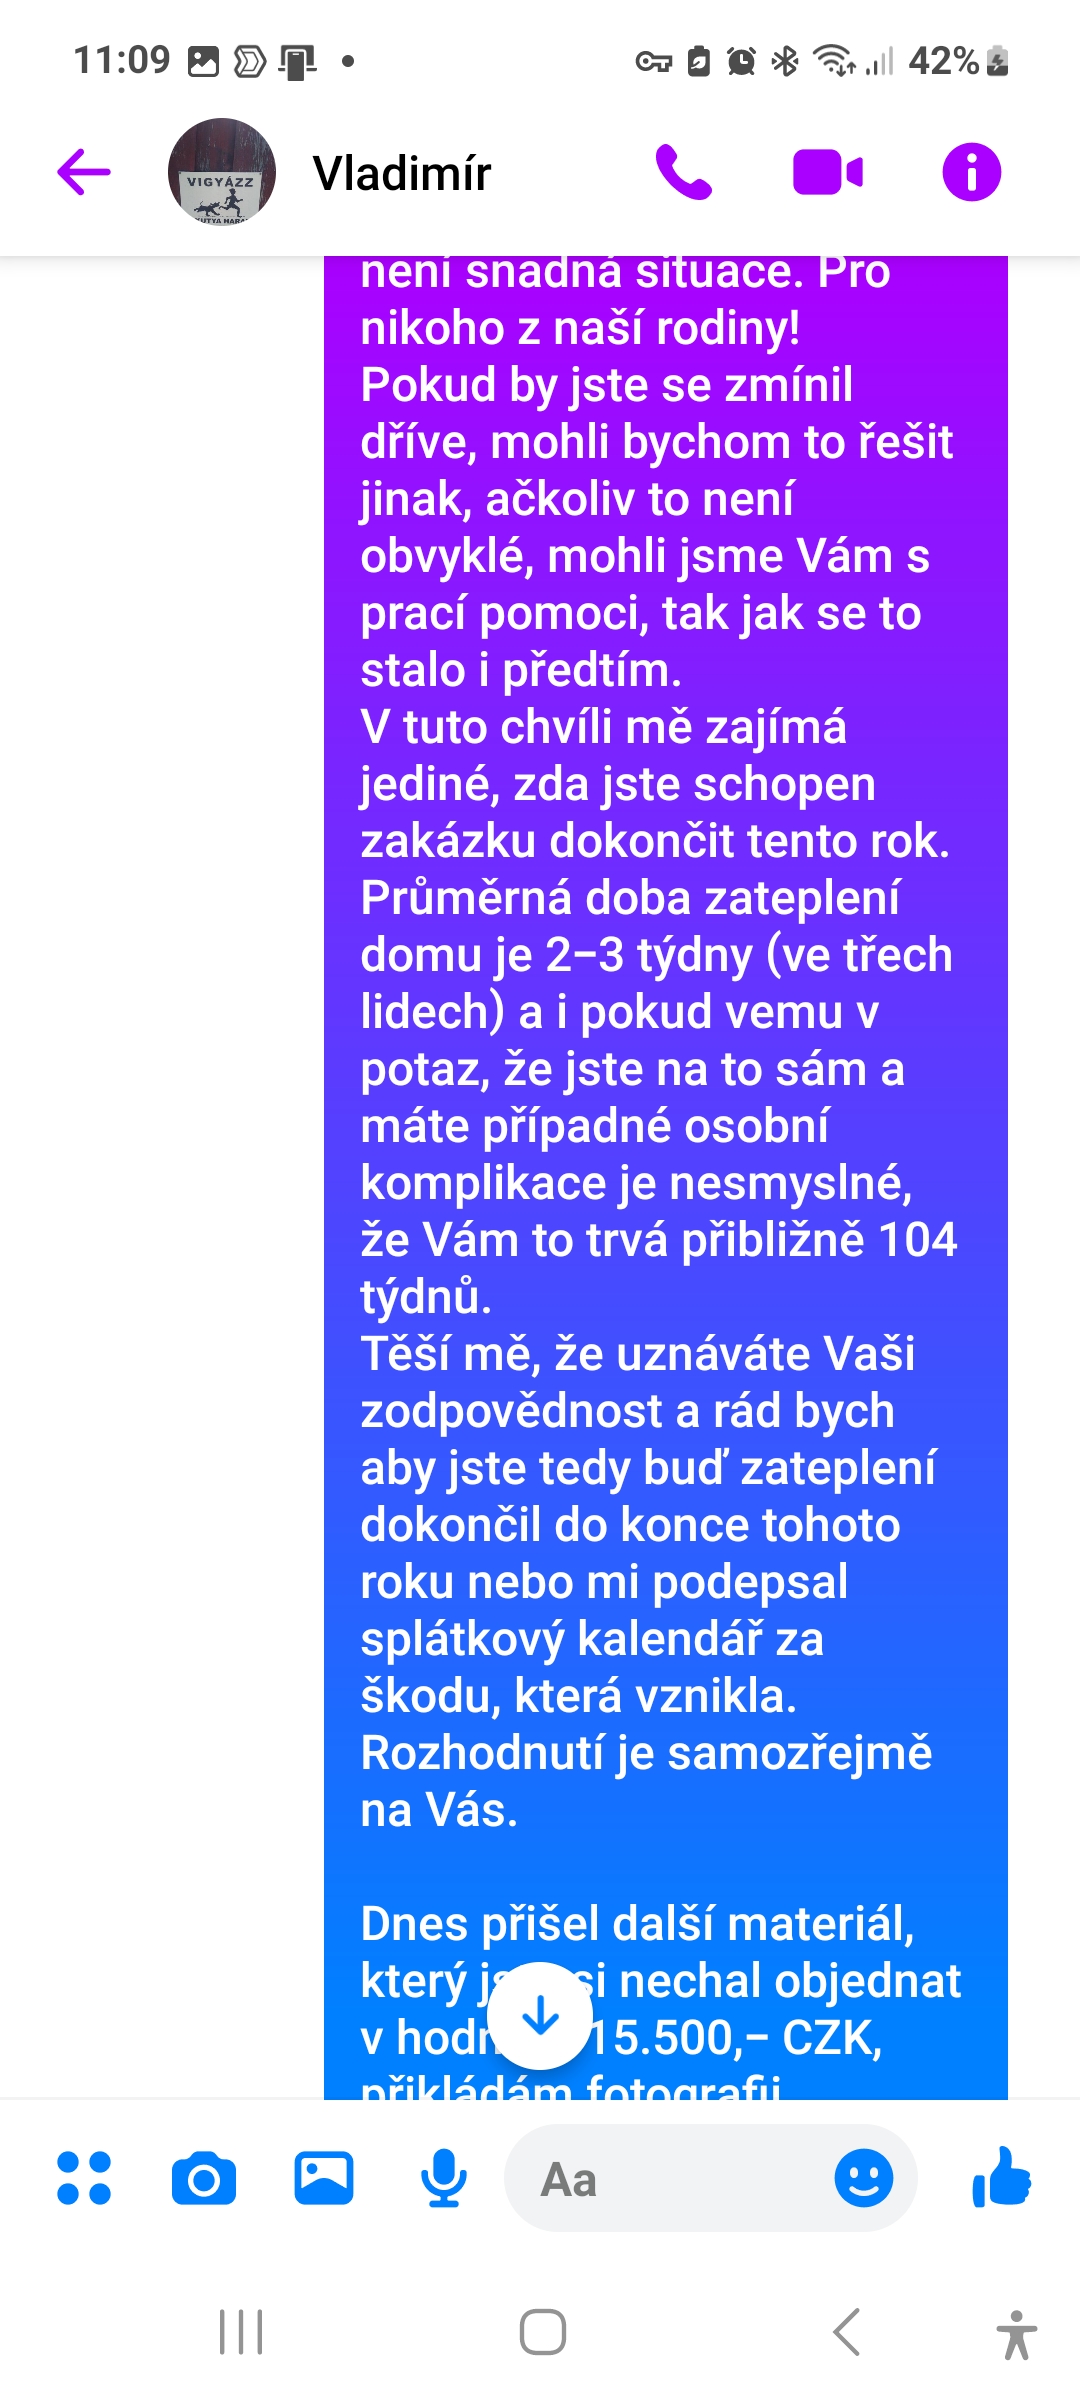 11:09
42%
VIGYÁZZ
Vladimír
není snadná situace. Pro
nikoho z naší rodiny!
Pokud by jste se zmínil
dříve, mohli bychom to řešit
jinak, ačkoliv to není
obvyklé, mohli jsme Vám s
prací pomoci, tak jak se to
stalo i předtím.
V tuto chvíli mě zajímá
jediné, zda jste schopen
zakázku dokončit tento rok.
Průměrná doba zateplení
domu je 2–3 týdny (ve třech
lidech) a i pokud vemu v
potaz, že jste na to sám a
máte případné osobní
komplikace je nesmyslné,
že Vám to trvá přibližně 104
týdnů.
Těší mě, že uznáváte Vaši
zodpovědnost a rád bych
aby jste tedy buď zateplení
dokončil do konce tohoto
roku nebo mi podepsal
splátkový kalendář za
škodu, která vznikla.
Rozhodnutí je samozřejmě
na Vás.
Dnes přišel další materiál,
který si nechal objednat
v 15.500,– CZK,
přikládám fotografii
Aa